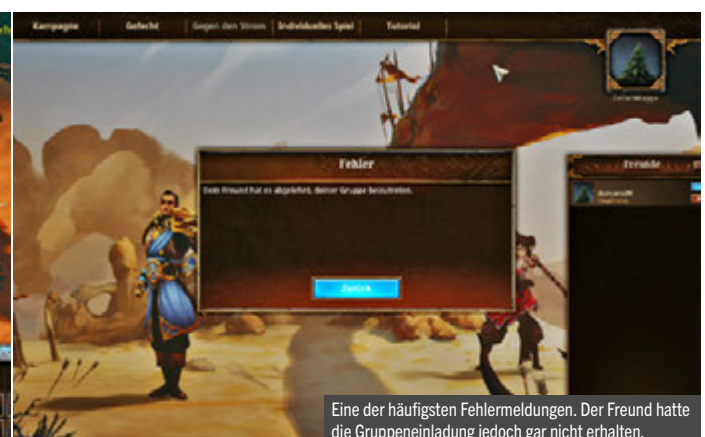 Kampagne
Gefecht
Gegen den Strom
Individuelles Spiel
Tutorial
Fehler
Dein Freund hat es abgelehnt, deiner Gruppe beizutreten.
Zurück
Freunde
Eine der häufigsten Fehlermeldungen. Der Freund hatte
die Gruppeneinladung jedoch gar nicht erhalten.